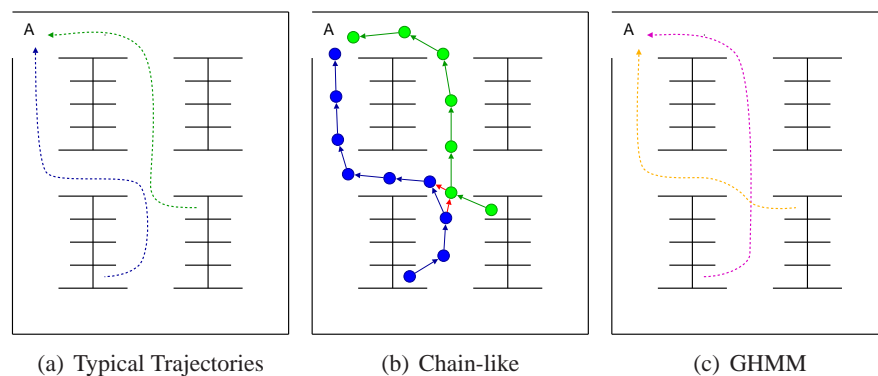 A
A
A
(a) Typical Trajectories
(b) Chain-like
(c) GHMM